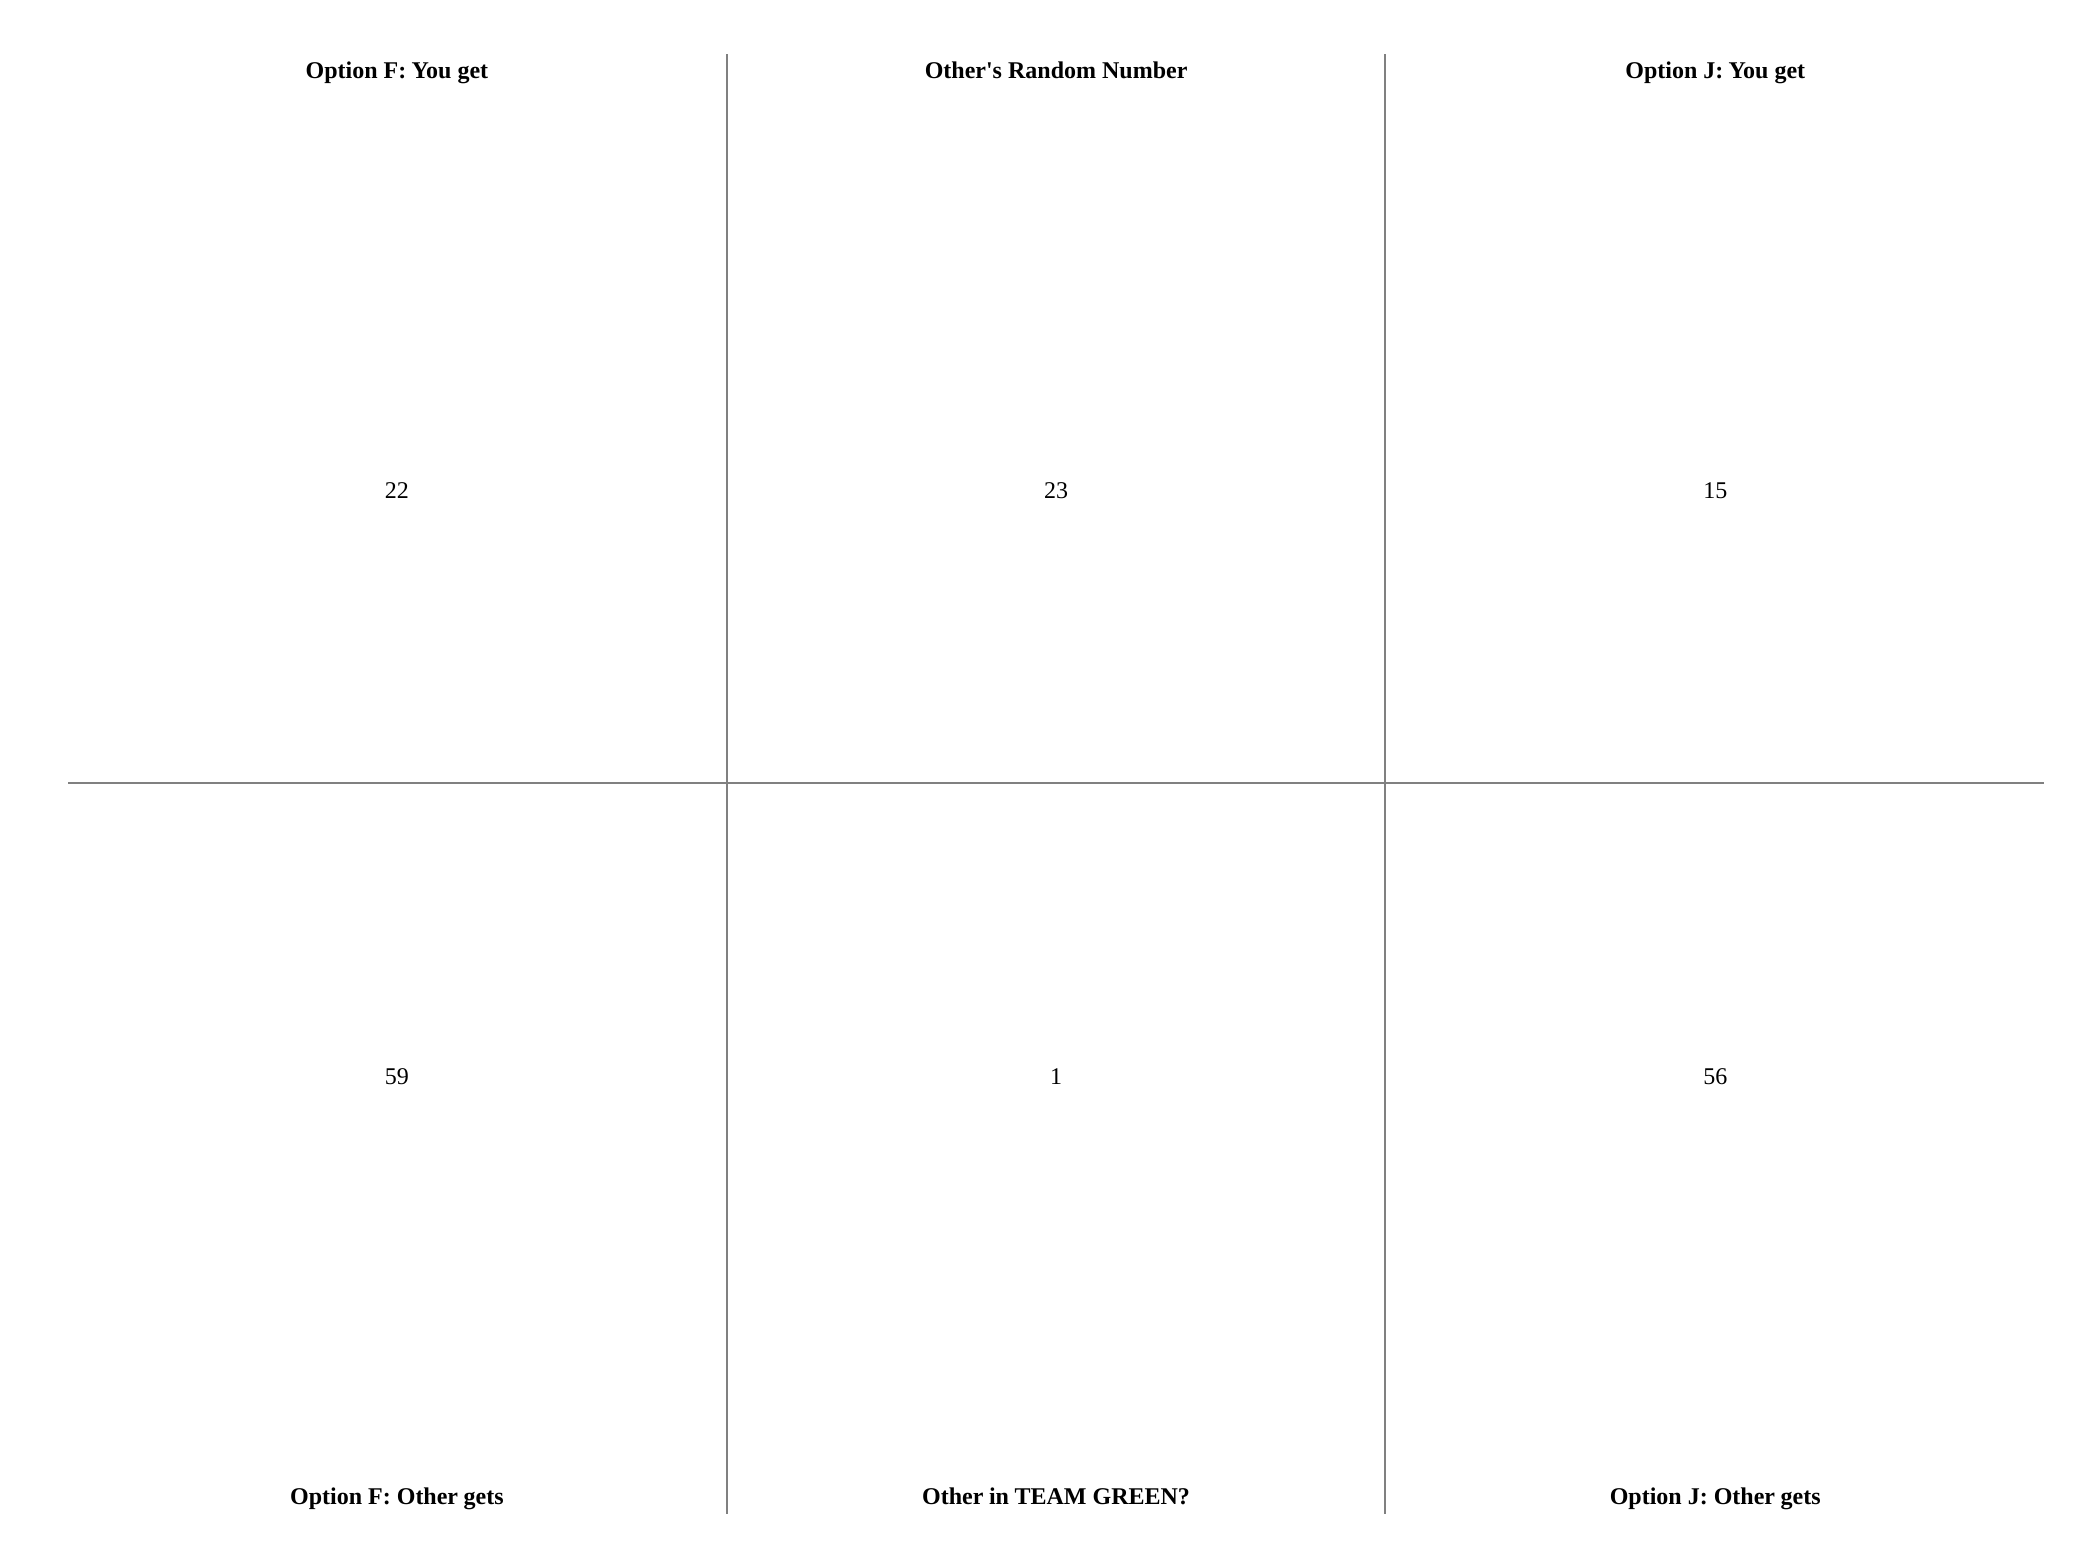 Option F: You get
Other's Random Number
Option J: You get
22
23
15
59
1
56
Option F: Other gets
Other in TEAM GREEN?
Option J: Other gets